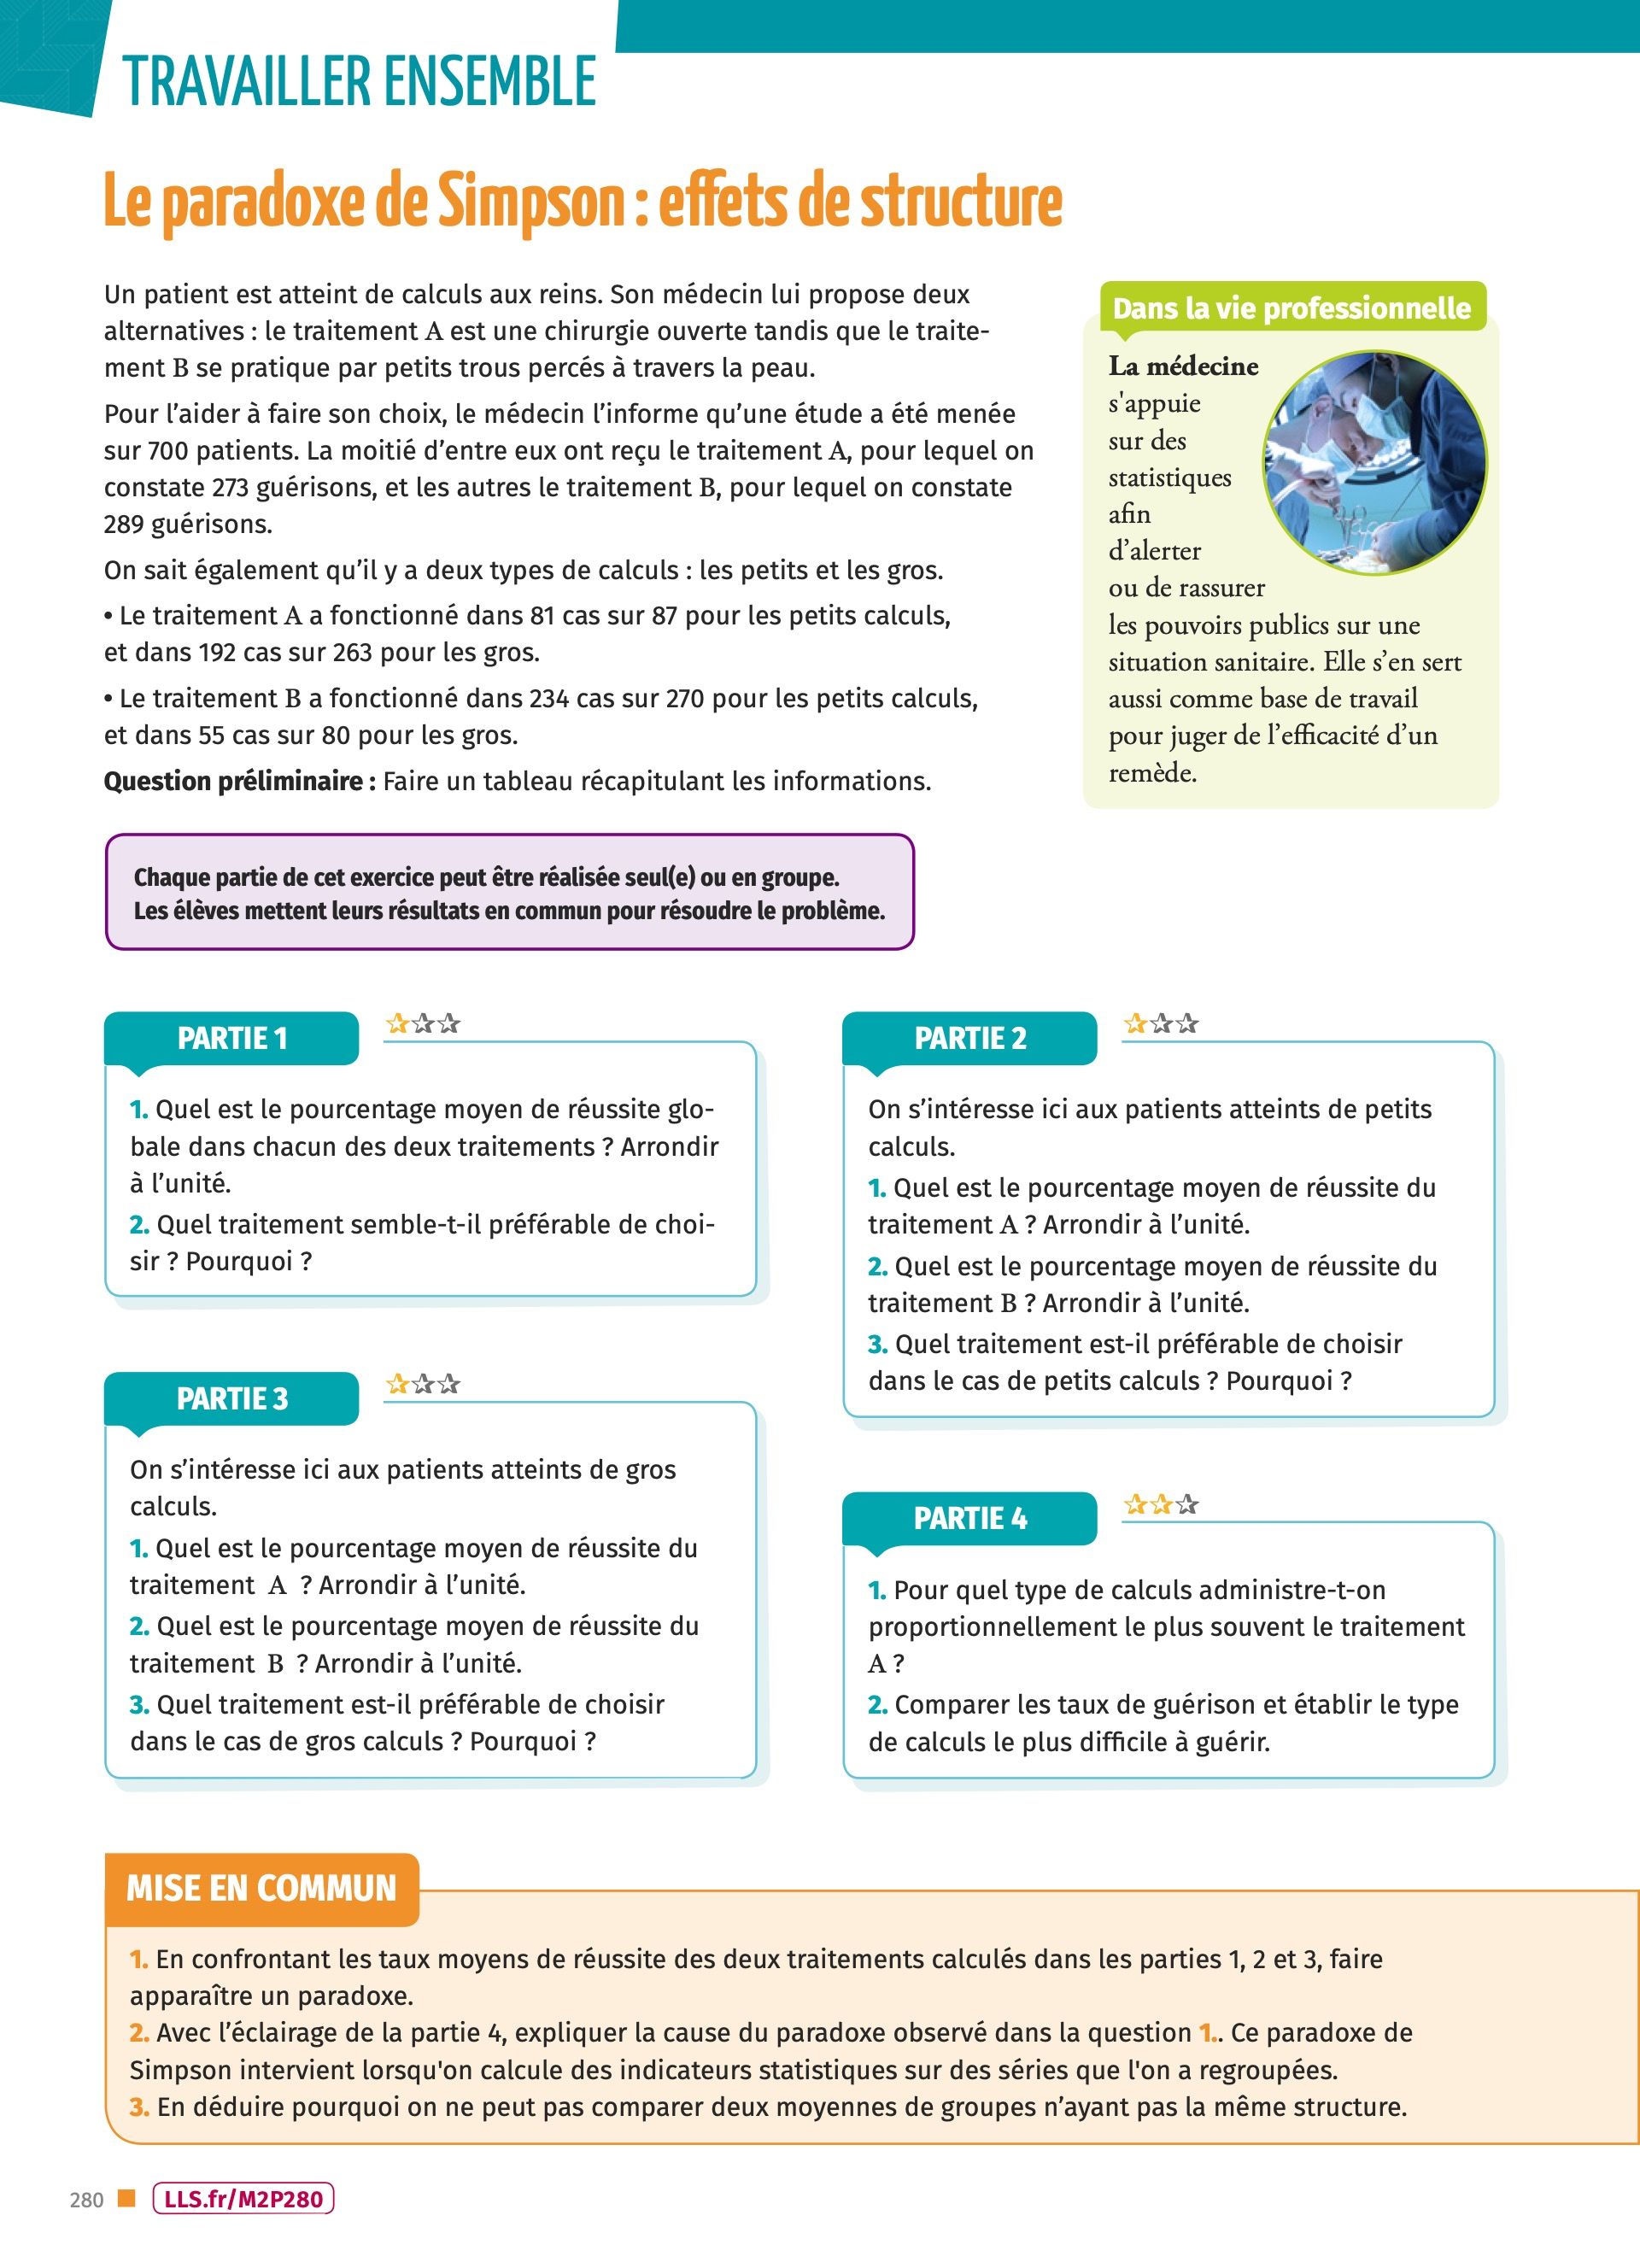 TRAVAILLER ENSEMBLE
Le paradoxe de Simpson : effets de structure
Un patient est atteint de calculs aux reins. Son médecin lui propose deux
alternatives : le traitement A est une chirurgie ouverte tandis que le traite-
ment B se pratique par petits trous percés à travers la peau.
Pour l’aider à faire son choix, le médecin l’informe qu’une étude a été menée
sur 700 patients. La moitié d’entre eux ont reçu le traitement A, pour lequel on
constate 273 guérisons, et les autres le traitement B, pour lequel on constate
289 guérisons.
On sait également qu’il y a deux types de calculs : les petits et les gros.
• Le traitement A a fonctionné dans 81 cas sur 87 pour les petits calculs,
et dans 192 cas sur 263 pour les gros.
• Le traitement B a fonctionné dans 234 cas sur 270 pour les petits calculs,
et dans 55 cas sur 80 pour les gros.
Question préliminaire : Faire un tableau récapitulant les informations.
Dans la vie professionnelle
La médecine
s'appuie
sur des
statistiques
afin
d’alerter
ou de rassurer
les pouvoirs publics sur une
situation sanitaire. Elle s’en sert
aussi comme base de travail
pour juger de l’efficacité d’un
remède.
Chaque partie de cet exercice peut être réalisée seul(e) ou en groupe.
Les élèves mettent leurs résultats en commun pour résoudre le problème.
PARTIE 1
1. Quel est le pourcentage moyen de réussite glo-
bale dans chacun des deux traitements ? Arrondir
à l’unité.
2. Quel traitement semble-t-il préférable de choi-
sir ? Pourquoi ?
PARTIE 2
On s’intéresse ici aux patients atteints de petits
calculs.
1. Quel est le pourcentage moyen de réussite du
traitement A ? Arrondir à l’unité.
2. Quel est le pourcentage moyen de réussite du
traitement B ? Arrondir à l’unité.
3. Quel traitement est-il préférable de choisir
dans le cas de petits calculs ? Pourquoi ?
PARTIE 3
On s’intéresse ici aux patients atteints de gros
calculs.
1. Quel est le pourcentage moyen de réussite du
traitement A ? Arrondir à l’unité.
2. Quel est le pourcentage moyen de réussite du
traitement B ? Arrondir à l’unité.
3. Quel traitement est-il préférable de choisir
dans le cas de gros calculs ? Pourquoi ?
PARTIE 4
1. Pour quel type de calculs administre-t-on
proportionnellement le plus souvent le traitement
A ?
2. Comparer les taux de guérison et établir le type
de calculs le plus difficile à guérir.
MISE EN COMMUN
1. En confrontant les taux moyens de réussite des deux traitements calculés dans les parties 1, 2 et 3, faire
apparaître un paradoxe.
2. Avec l’éclairage de la partie 4, expliquer la cause du paradoxe observé dans la question 1.. Ce paradoxe de
Simpson intervient lorsqu'on calcule des indicateurs statistiques sur des séries que l'on a regroupées.
3. En déduire pourquoi on ne peut pas comparer deux moyennes de groupes n’ayant pas la même structure.
280
LLS.fr/M2P280